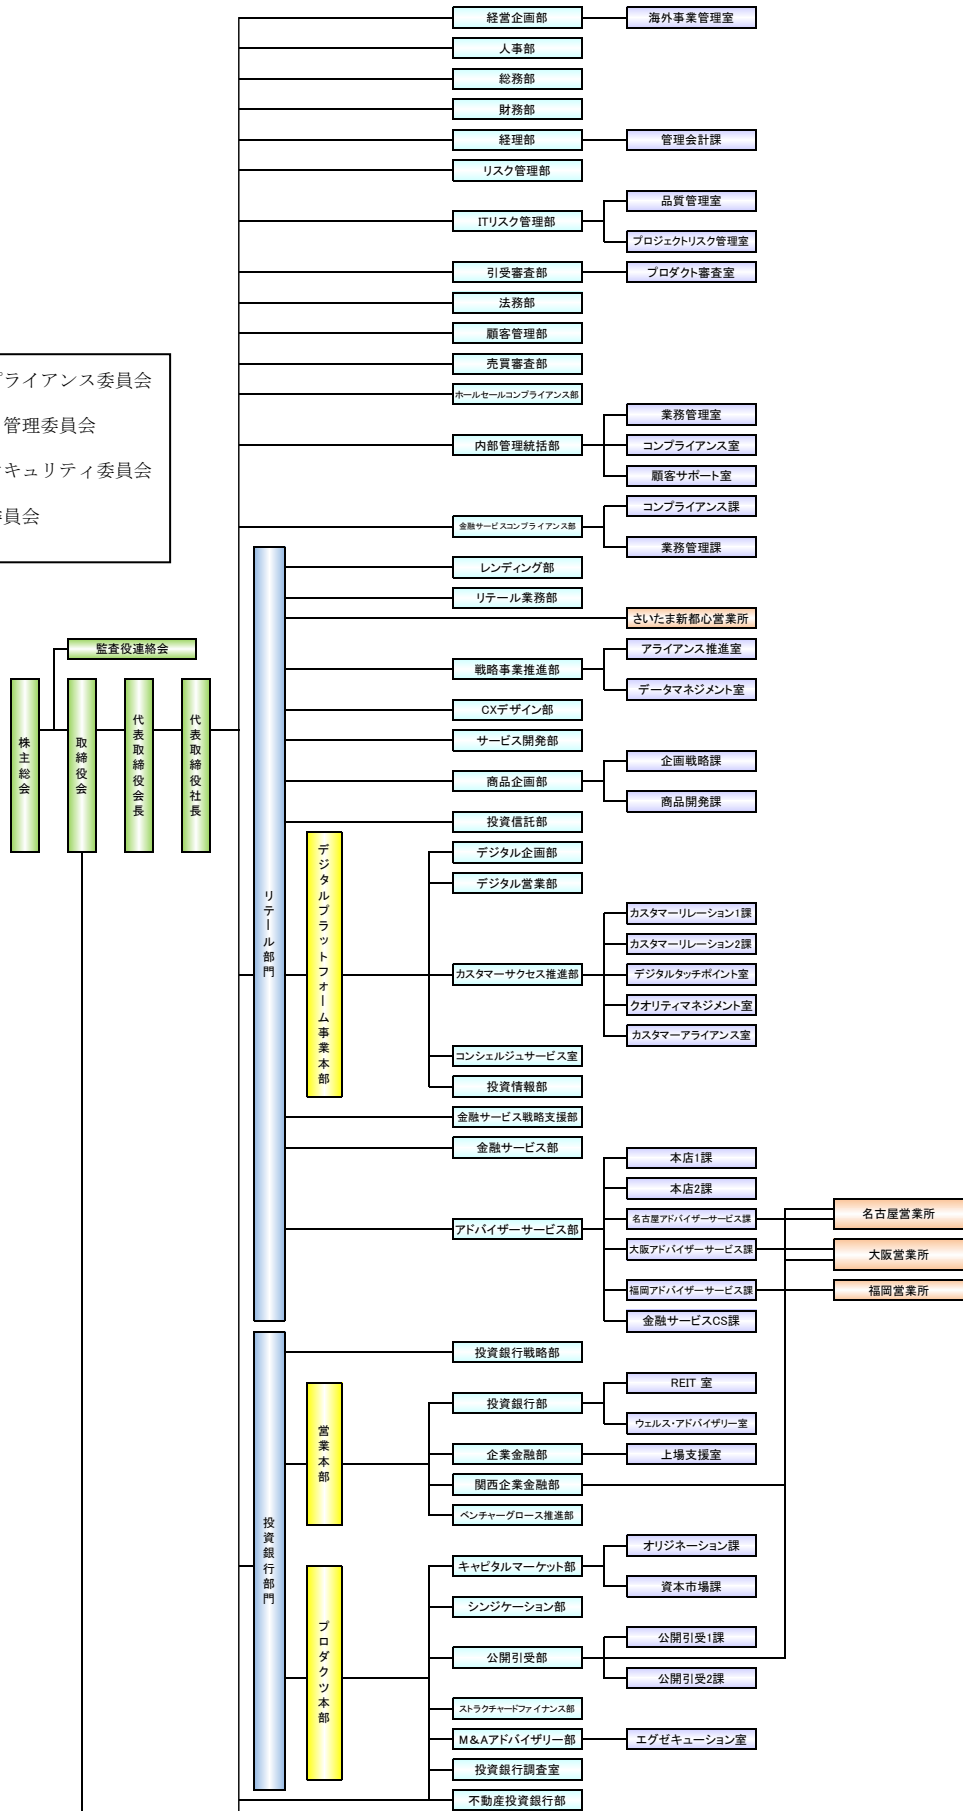 経営企画部
海外事業管理室
人事部
総務部
財務部
経理部
管理会計課
リスク管理部
ITリスク管理部
品質管理室
プロジェクトリスク管理室
引受審査部
プロダクト審査室
法務部
顧客管理部
売買審査部
ホールセールコンプライアンス部
内部管理統括部
業務管理室
コンプライアンス室
顧客サポート室
金融サービスコンプライアンス部
コンプライアンス課
業務管理課
プライアンス委員会
管理委員会
キュリティ委員会
員会
監査役連絡会
株主総会
取締役会
代表取締役会長
代表取締役社長
リテール部門
レンディング部
リテール業務部
さいたま新都心営業所
戦略事業推進部
アライアンス推進室
データマネジメント室
CXデザイン部
サービス開発部
商品企画部
企画戦略課
商品開発課
投資信託部
デジタルプラットフォーム事業本部
デジタル企画部
デジタル営業部
カスタマーサクセス推進部
カスタマーリレーション1課
カスタマーリレーション2課
デジタルタッチポイント室
クオリティマネジメント室
カスタマーアライアンス室
コンシェルジュサービス室
投資情報部
金融サービス戦略支援部
金融サービス部
アドバイザーサービス部
本店1課
本店2課
名古屋アドバイザーサービス課
大阪アドバイザーサービス課
福岡アドバイザーサービス課
金融サービスCS課
名古屋営業所
大阪営業所
福岡営業所
投資銀行部門
投資銀行戦略部
営業本部
投資銀行部
REIT 室
ウェルス・アドバイザリー室
企業金融部
上場支援室
関西企業金融部
ベンチャーグロース推進部
プロダクツ本部
キャピタルマーケット部
オリジネーション課
資本市場課
シンジケーション部
公開引受部
公開引受1課
公開引受2課
ストラクチャードファイナンス部
M&Aアドバイザリー部
エグゼキューション室
投資銀行調査室
不動産投資銀行部